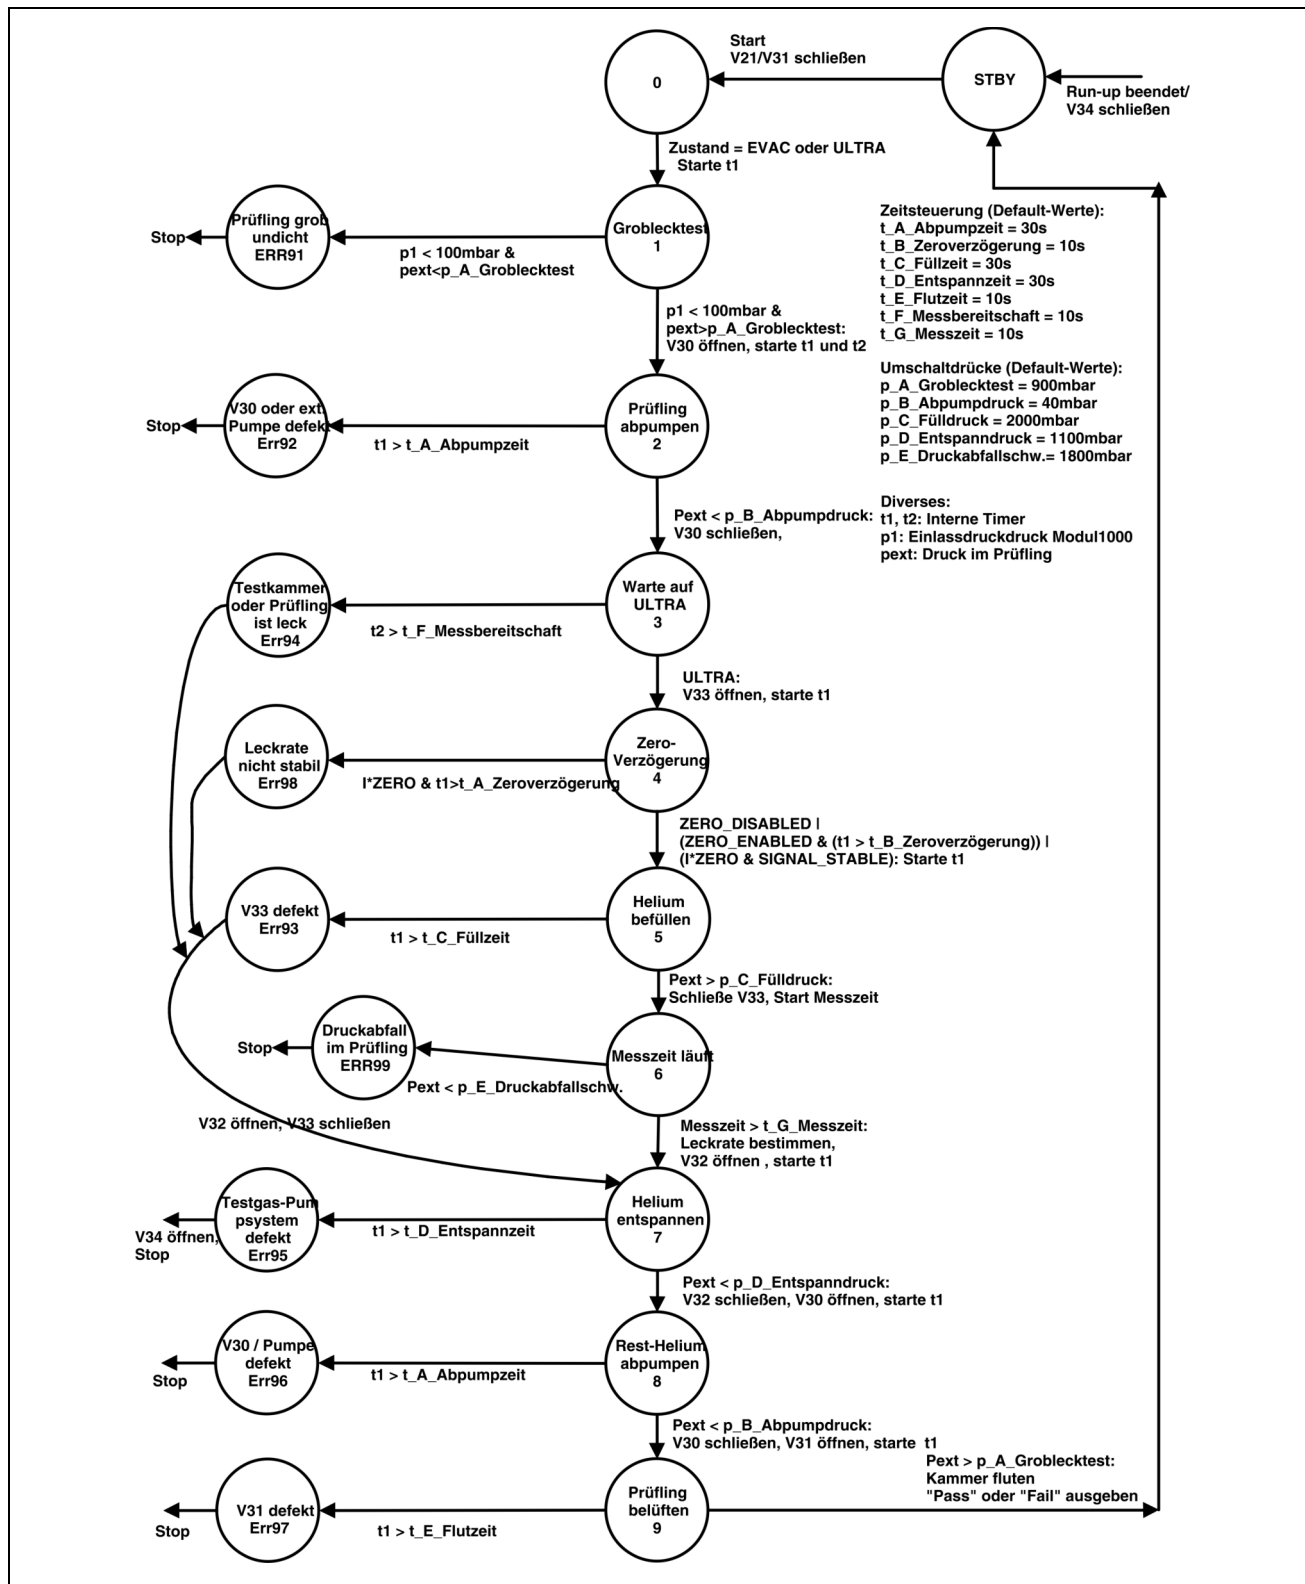 Start
V21/V31 schließen
0
STBY
Run-up beendet/
V34 schließen
Zustand = EVAC oder ULTRA
Starte t1
Prüfling grob
undicht
ERR91
Stop
Groblecktest
1
p1 < 100mbar &
pext<p_A_Groblecktest
Zeitsteuerung (Default-Werte):
t_A_Abpumpzeit = 30s
t_B_Zeroverzögerung = 10s
t_C_Füllzeit = 30s
t_D_Entspannzeit = 30s
t_E_Flutzeit = 10s
t_F_Messbereitschaft = 10s
t_G_Messzeit = 10s
p1 < 100mbar &
pext>p_A_Groblecktest:
V30 öffnen, starte t1 und t2
Umschaltdrücke (Default-Werte):
p_A_Groblecktest = 900mbar
p_B_Abpumpdruck = 40mbar
p_C_Fülldruck = 2000mbar
p_D_Entspanndruck = 1100mbar
p_E_Druckabfallschw.= 1800mbar
V30 oder ext.
Pumpe defekt
Err92
Stop
t1 > t_A_Abpumpzeit
Prüfling
abpumpen
2
Diverses:
t1, t2: Interne Timer
p1: Einlassdruckdruck Modul1000
pext: Druck im Prüfling
Pext < p_B_Abpumpdruck:
V30 schließen,
Testkammer
oder Prüfling
ist leck
Err94
t2 > t_F_Messbereitschaft
Warte auf
ULTRA
3
ULTRA:
V33 öffnen, starte t1
Leckrate
nicht stabil
Err98
I*ZERO & t1>t_A_Zeroverzögerung
Zero-
Verzögerung
4
ZERO_DISABLED I
(ZERO_ENABLED & (t1 > t_B_Zeroverzögerung)) I
(I*ZERO & SIGNAL_STABLE): Starte t1
V33 defekt
Err93
t1 > t_C_Füllzeit
Helium
befüllen
5
Pext > p_C_Fülldruck:
Schließe V33, Start Messzeit
Stop
Druckabfall
im Prüfling
ERR99
Pext < p_E_Druckabfallschw.
Messzeit läuft
6
V32 öffnen, V33 schließen
Messzeit > t_G_Messzeit:
Leckrate bestimmen,
V32 öffnen , starte t1
Testgas-Pum
psystem
defekt
Err95
V34 öffnen,
Stop
t1 > t_D_Entspannzeit
Helium
entspannen
7
Pext < p_D_Entspanndruck:
V32 schließen, V30 öffnen, starte t1
V30 / Pumpe
defekt
Err96
Stop
t1 > t_A_Abpumpzeit
Rest-Helium
abpumpen
8
Pext < p_B_Abpumpdruck:
V30 schließen, V31 öffnen, starte t1
V31 defekt
Err97
Stop
t1 > t_E_Flutzeit
Prüfling
belüften
9
Pext > p_A_Groblecktest:
Kammer fluten
"Pass" oder "Fail" ausgeben